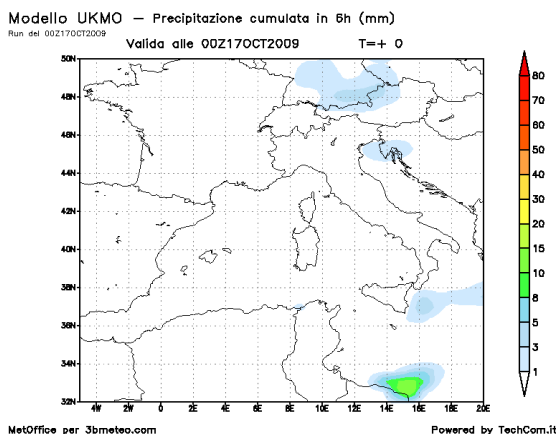 Modello UKMO – Precipitazione cumulata in 6h (mm)
Run del 00Z17OCT2009
Valida alle 00Z17OCT2009 T=+ 0
50N
48N
46N
44N
42N
40N
38N
36N
34N
32N
4W 2W 0 2E 4E 6E 8E 10E 12E 14E 16E 18E 20E
80
70
60
50
40
40
30
20
15
10
8
5
3
1
MetOffice per 3bmeteo.com
Powered by TechCom.it